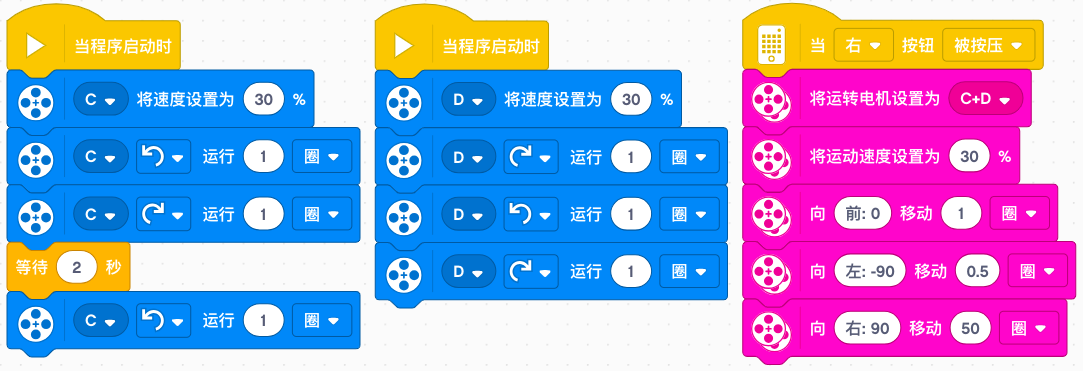 当程序启动时
C 将速度设置为 30 %
C 运行 1 圈
C 运行 1 圈
等待 2 秒
C 运行 1 圈
当程序启动时
D 将速度设置为 30 %
D 运行 1 圈
D 运行 1 圈
D 运行 1 圈
当 右 按钮 被按压
将运转电机设置为 C+D
将运动速度设置为 30 %
向 前: 0 移动 1 圈
向 左: -90 移动 0.5 圈
向 右: 90 移动 50 圈